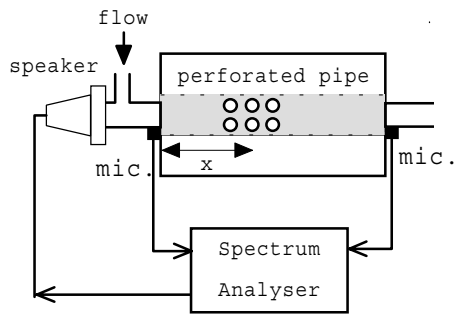 flow
speaker
perforated pipe
mic.
x
mic.
Spectrum
Analyser